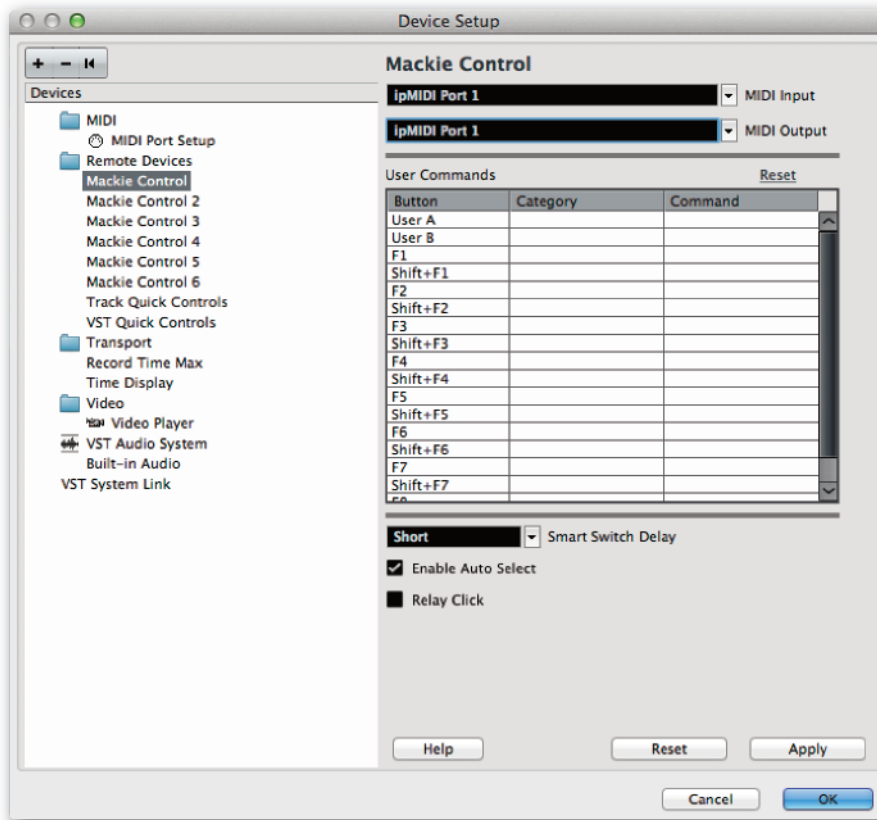 Device Setup
+ -
Devices
MIDI
MIDI Port Setup
Remote Devices
Mackie Control
Mackie Control 2
Mackie Control 3
Mackie Control 4
Mackie Control 5
Mackie Control 6
Track Quick Controls
VST Quick Controls
Transport
Record Time Max
Time Display
Video
Video Player
VST Audio System
Built-in Audio
VST System Link
Mackie Control
ipMIDI Port 1 MIDI Input
ipMIDI Port 1 MIDI Output
User Commands Reset
Button Category Command
User A
User B
F1
Shift+F1
F2
Shift+F2
F3
Shift+F3
F4
Shift+F4
F5
Shift+F5
F6
Shift+F6
F7
Shift+F7
F8
Short Smart Switch Delay
Enable Auto Select
Relay Click
Help Reset Apply
Cancel OK